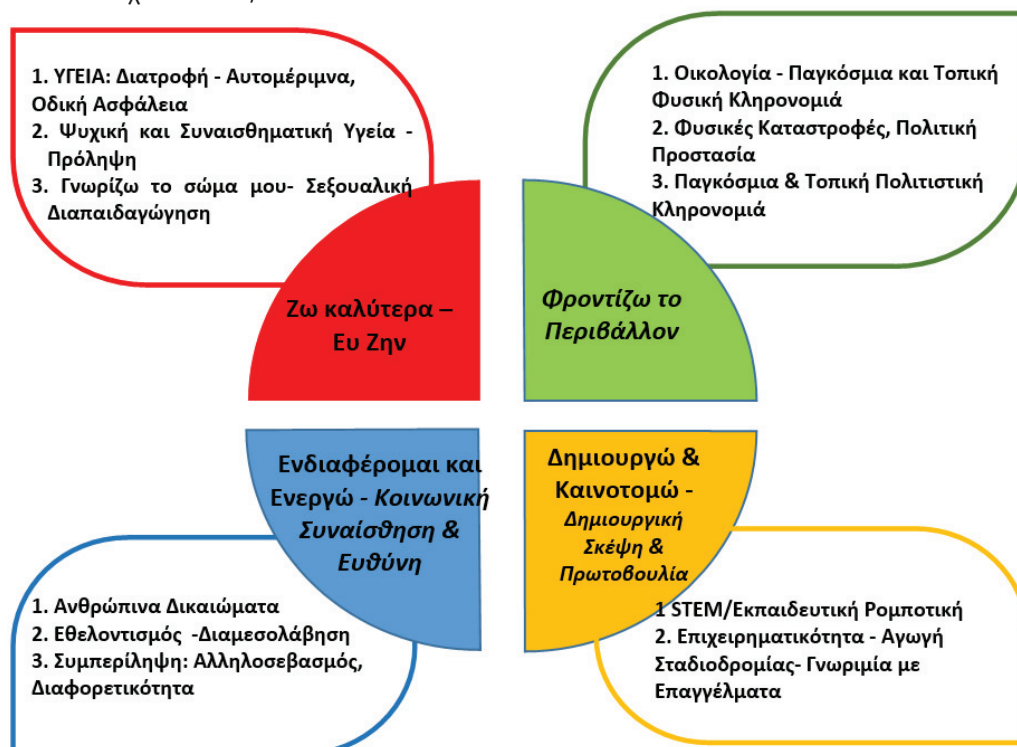 1. ΥΓΕΙΑ: Διατροφή - Αυτομέριμνα,
Οδική Ασφάλεια
2. Ψυχική και Συναισθηματική Υγεία -
Πρόληψη
3. Γνωρίζω το σώμα μου- Σεξουαλική
Διαπαιδαγώγηση
1. Οικολογία - Παγκόσμια και Τοπική
Φυσική Κληρονομιά
2. Φυσικές Καταστροφές, Πολιτική
Προστασία
3. Παγκόσμια & Τοπική Πολιτιστική
Κληρονομιά
Ζω καλύτερα –
Ευ Ζην
Φροντίζω το
Περιβάλλον
Ενδιαφέρομαι και
Ενεργώ - Κοινωνική
Συναίσθηση &
Ευθύνη
Δημιουργώ &
Καινοτομώ -
Δημιουργική
Σκέψη &
Πρωτοβουλία
1. Ανθρώπινα Δικαιώματα
2. Εθελοντισμός -Διαμεσολάβηση
3. Συμπερίληψη: Αλληλοσεβασμός,
Διαφορετικότητα
1 STEM/Εκπαιδευτική Ρομποτική
2. Επιχειρηματικότητα - Αγωγή
Σταδιοδρομίας- Γνωριμία με
Επαγγέλματα